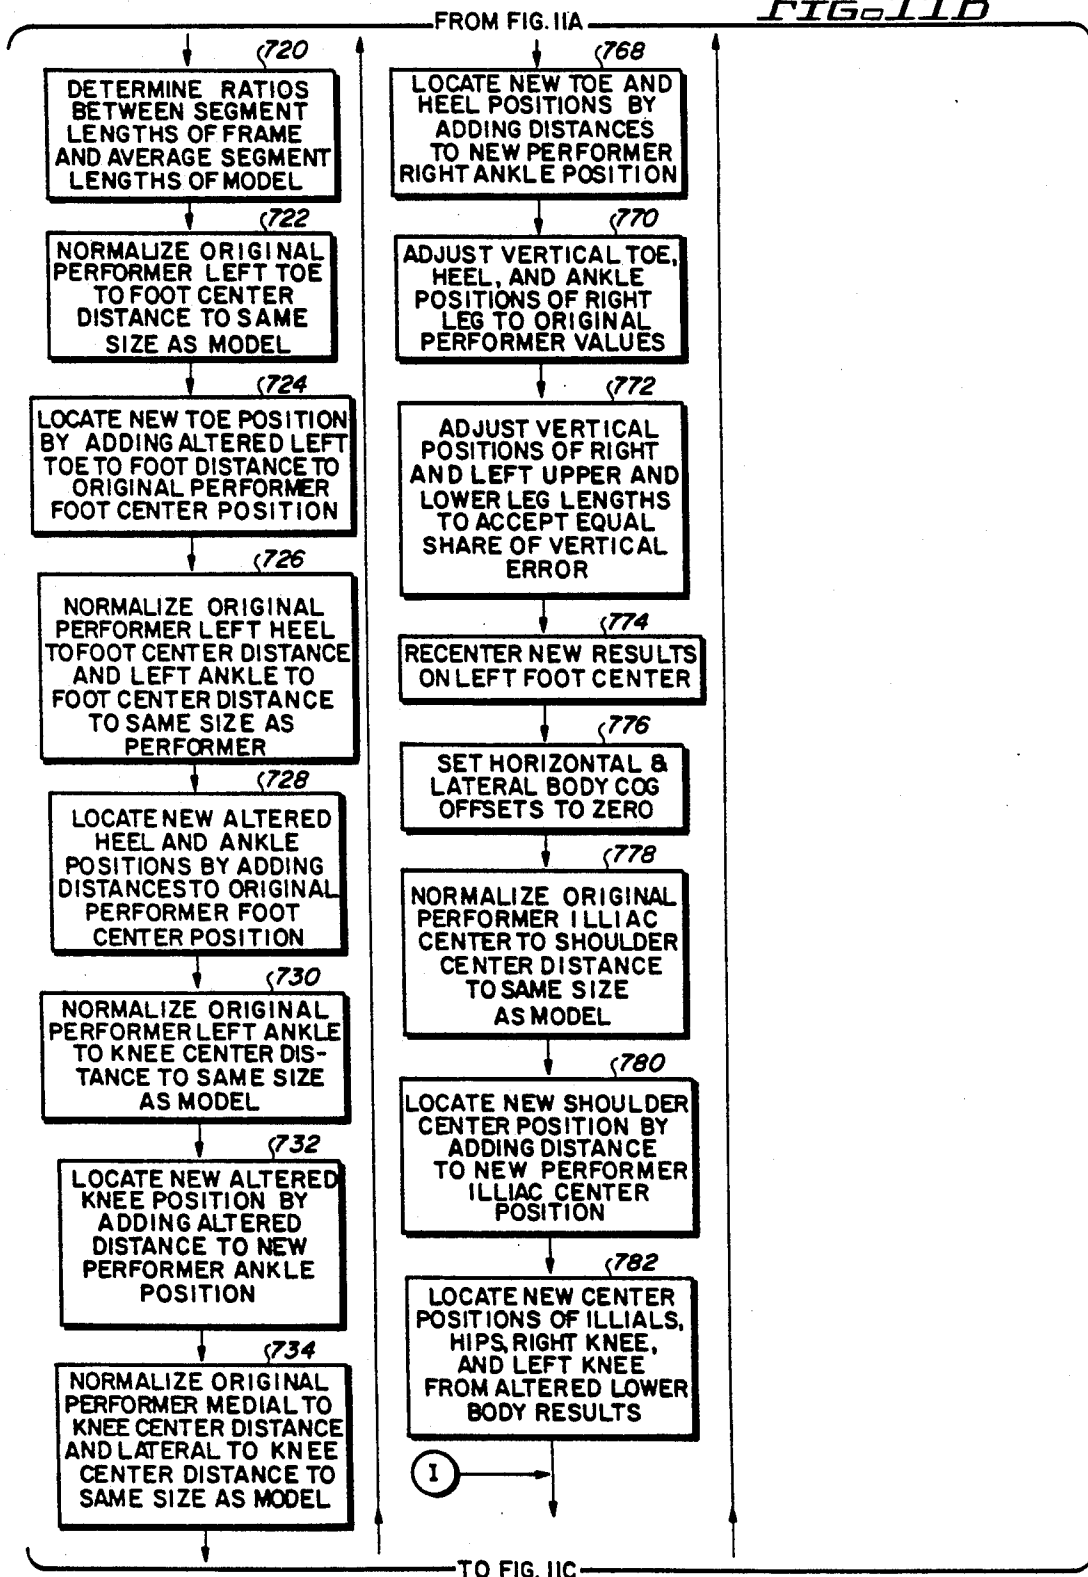 FIG. 11B
FROM FIG. 11A
720
DETERMINE RATIOS
BETWEEN SEGMENT
LENGTHS OF FRAME
AND AVERAGE SEGMENT
LENGTHS OF MODEL
722
NORMALIZE ORIGINAL
PERFORMER LEFT TOE
TO FOOT CENTER
DISTANCE TO SAME
SIZE AS MODEL
724
LOCATE NEW TOE POSITION
BY ADDING ALTERED LEFT
TOE TO FOOT DISTANCE TO
ORIGINAL PERFORMER
FOOT CENTER POSITION
726
NORMALIZE ORIGINAL
PERFORMER LEFT HEEL
TO FOOT CENTER DISTANCE
AND LEFT ANKLE TO
FOOT CENTER DISTANCE
TO SAME SIZE AS
PERFORMER
728
LOCATE NEW ALTERED
HEEL AND ANKLE
POSITIONS BY ADDING
DISTANCES TO ORIGINAL
PERFORMER FOOT
CENTER POSITION
730
NORMALIZE ORIGINAL
PERFORMER LEFT ANKLE
TO KNEE CENTER DIS-
TANCE TO SAME SIZE
AS MODEL
732
LOCATE NEW ALTERED
KNEE POSITION BY
ADDING ALTERED
DISTANCE TO NEW
PERFORMER ANKLE
POSITION
734
NORMALIZE ORIGINAL
PERFORMER MEDIAL TO
KNEE CENTER DISTANCE
AND LATERAL TO KNEE
CENTER DISTANCE TO
SAME SIZE AS MODEL
768
LOCATE NEW TOE AND
HEEL POSITIONS BY
ADDING DISTANCES
TO NEW PERFORMER
RIGHT ANKLE POSITION
770
ADJUST VERTICAL TOE,
HEEL, AND ANKLE
POSITIONS OF RIGHT
LEG TO ORIGINAL
PERFORMER VALUES
772
ADJUST VERTICAL
POSITIONS OF RIGHT
AND LEFT UPPER AND
LOWER LEG LENGTHS
TO ACCEPT EQUAL
SHARE OF VERTICAL
ERROR
774
RECENTER NEW RESULTS
ON LEFT FOOT CENTER
776
SET HORIZONTAL &
LATERAL BODY COG
OFFSETS TO ZERO
778
NORMALIZE ORIGINAL
PERFORMER ILLIAC
CENTER TO SHOULDER
CENTER DISTANCE
TO SAME SIZE
AS MODEL
780
LOCATE NEW SHOULDER
CENTER POSITION BY
ADDING DISTANCE
TO NEW PERFORMER
ILLIAC CENTER
POSITION
782
LOCATE NEW CENTER
POSITIONS OF ILLIALS,
HIPS, RIGHT KNEE,
AND LEFT KNEE
FROM ALTERED LOWER
BODY RESULTS
I
TO FIG. 11C